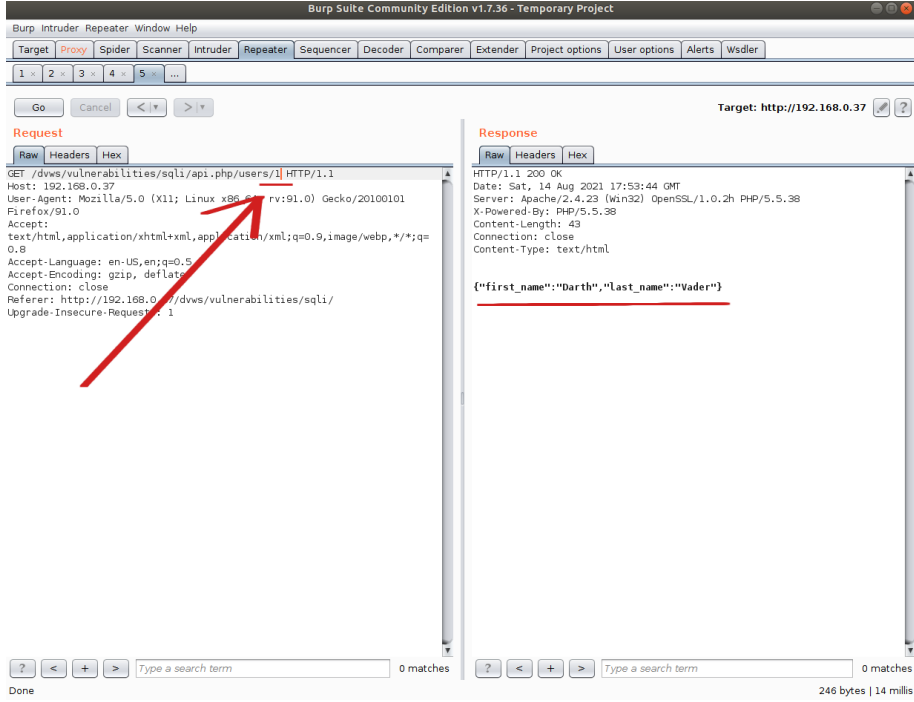 Burp Suite Community Edition v1.7.36 - Temporary Project
Burp Intruder Repeater Window Help
Target Proxy Spider Scanner Intruder Repeater Sequencer Decoder Comparer Extender Project options User options Alerts Wsdler
1 × 2 × 3 × 4 × 5 × ...
Go Cancel < > Target: http://192.168.0.37 ?
Request
Raw Headers Hex
GET /dvws/vulnerabilities/sqli/api.php/users/1 HTTP/1.1
Host: 192.168.0.37
User-Agent: Mozilla/5.0 (X11; Linux x86_64; rv:91.0) Gecko/20100101
Firefox/91.0
Accept:
text/html,application/xhtml+xml,application/xml;q=0.9,image/webp,*/*;q=
0.8
Accept-Language: en-US,en;q=0.5
Accept-Encoding: gzip, deflate
Connection: close
Referer: http://192.168.0.37/dvws/vulnerabilities/sqli/
Upgrade-Insecure-Requests: 1
? < + > Type a search term 0 matches
Response
Raw Headers Hex
HTTP/1.1 200 OK
Date: Sat, 14 Aug 2021 17:53:44 GMT
Server: Apache/2.4.23 (Win32) OpenSSL/1.0.2h PHP/5.5.38
X-Powered-By: PHP/5.5.38
Content-Length: 43
Connection: close
Content-Type: text/html
{"first_name":"Darth","last_name":"Vader"}
? < + > Type a search term 0 matches
Done 246 bytes | 14 millis